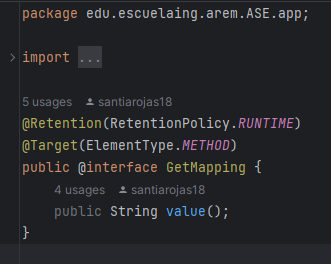 package edu.escuelaing.arem.ASE.app;
import ...
5 usages santiarojas18
@Retention(RetentionPolicy.RUNTIME)
@Target(ElementType.METHOD)
public @interface GetMapping {
4 usages santiarojas18
public String value();
}